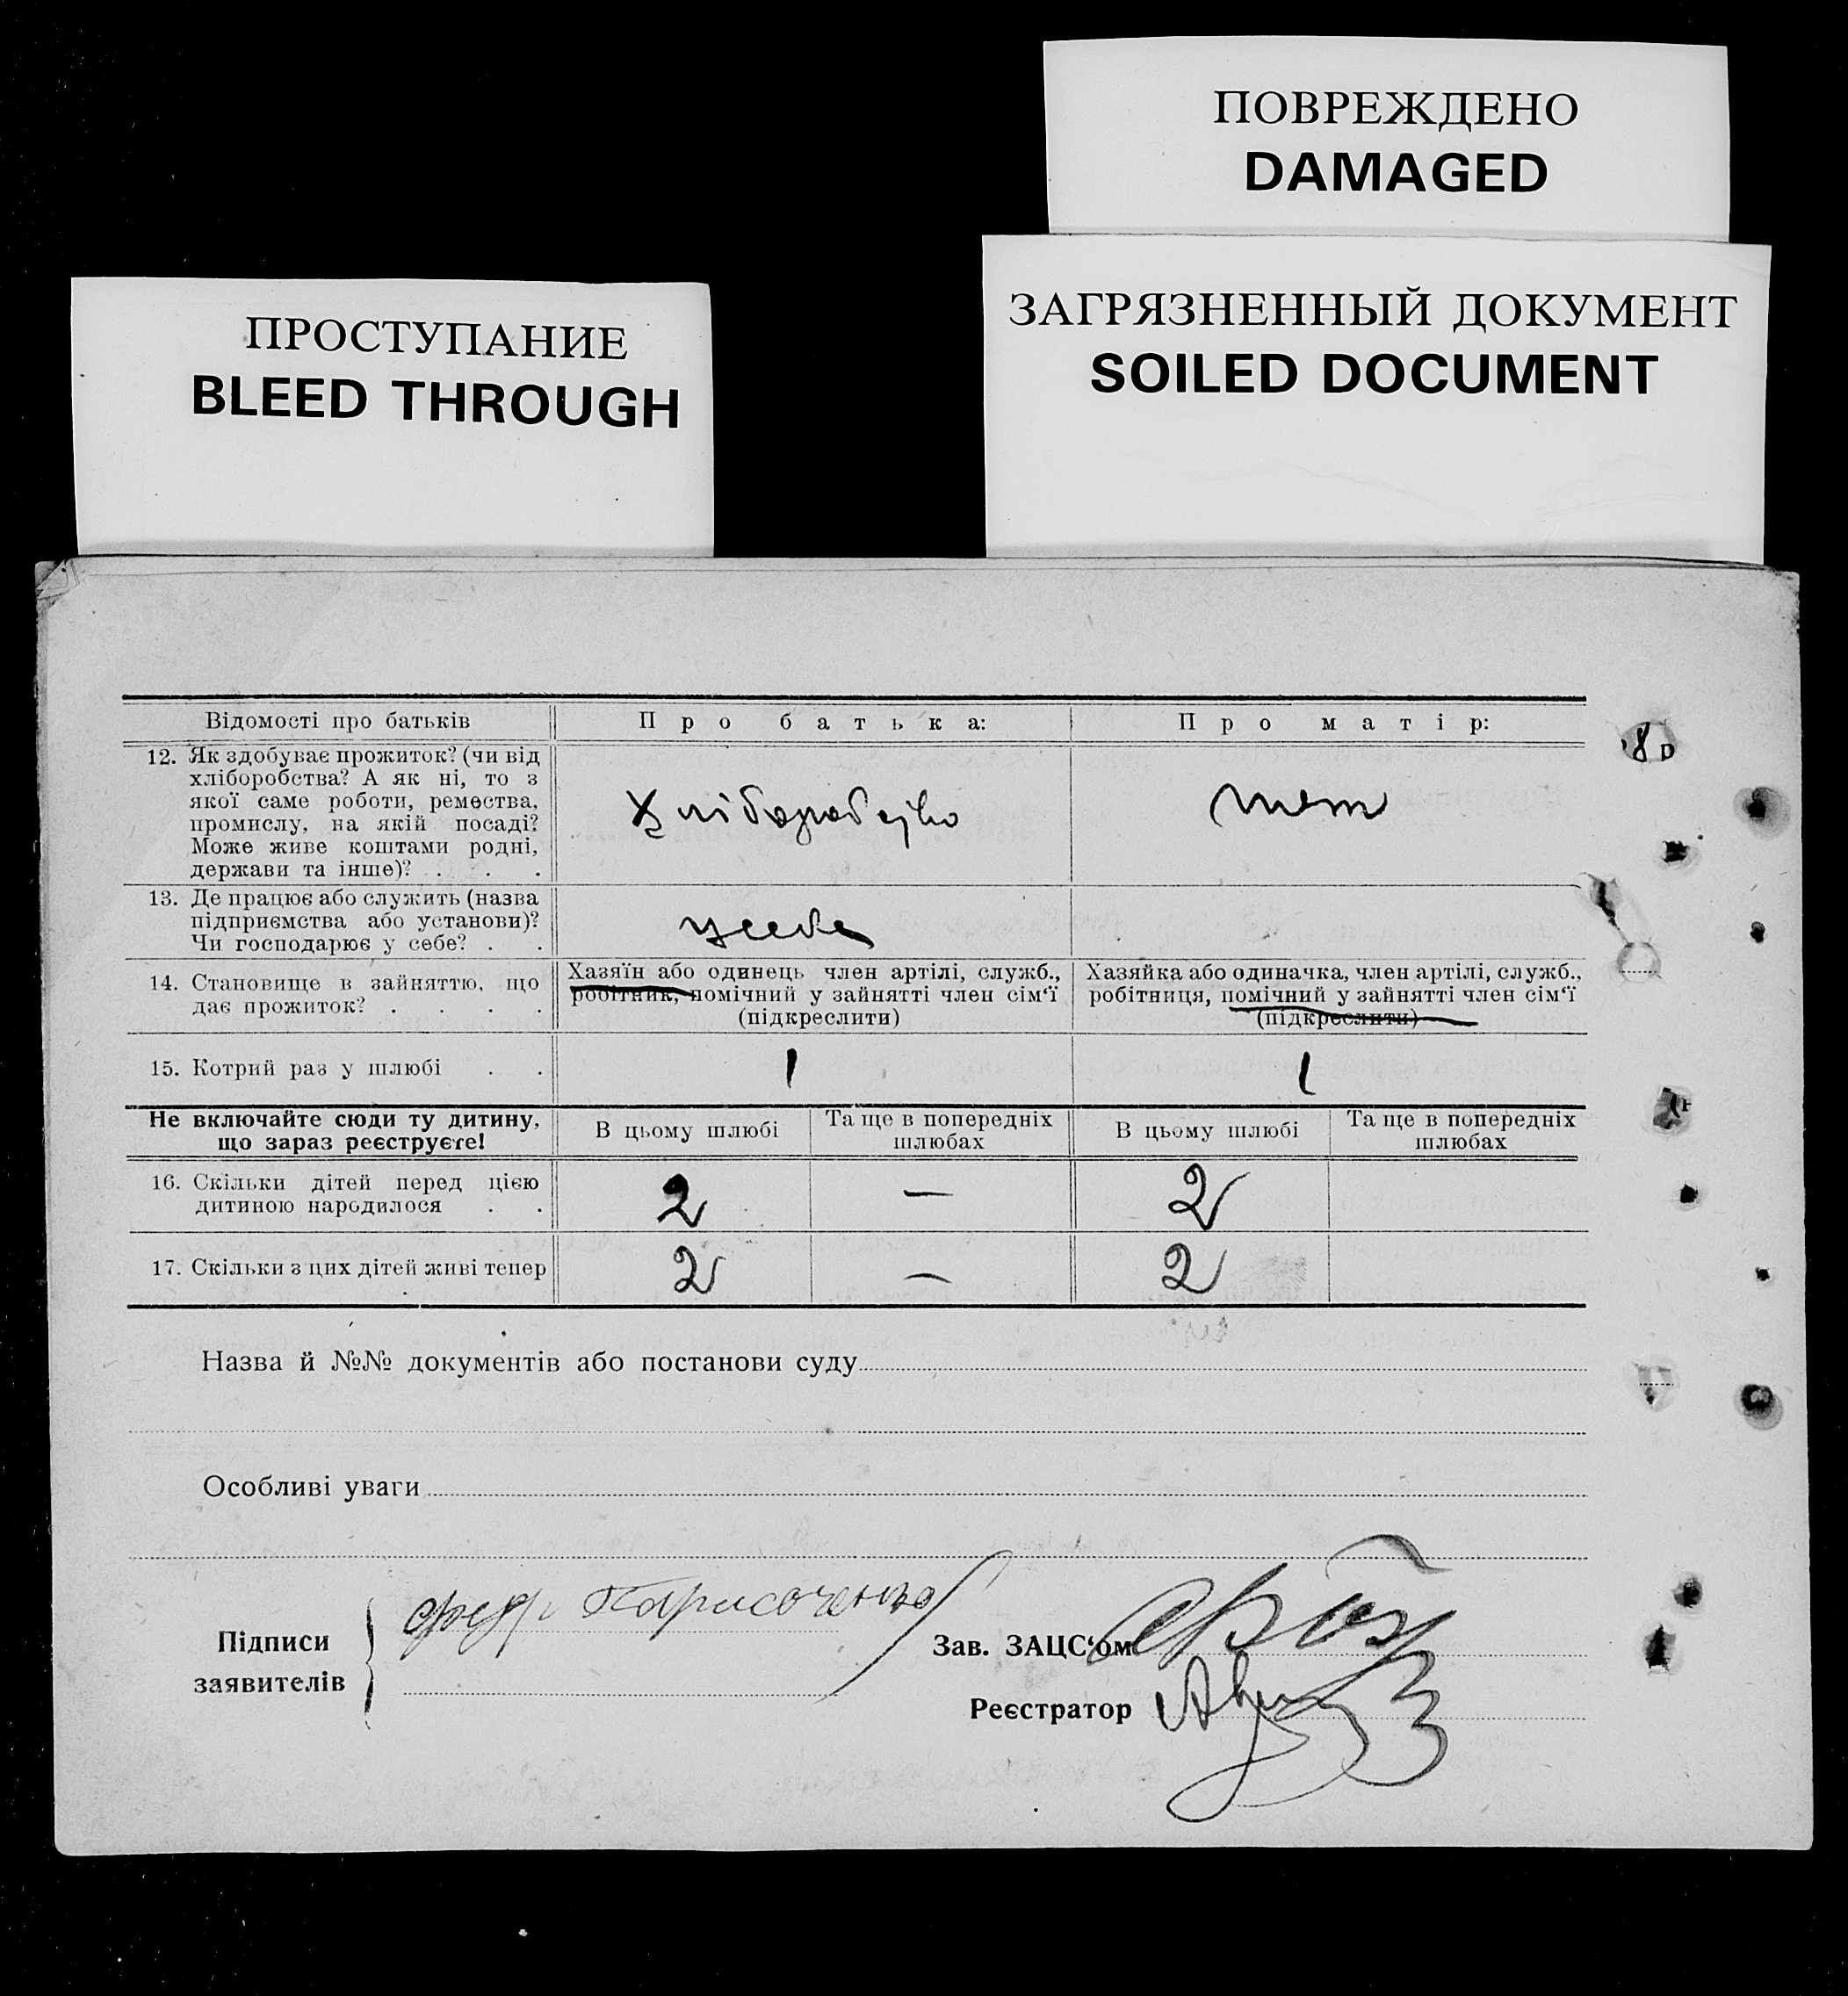 ПОВРЕЖДЕНО
DAMAGED
ЗАГРЯЗНЕННЫЙ ДОКУМЕНТ
SOILED DOCUMENT
ПРОСТУПАНИЕ
BLEED THROUGH
Відомості про батьків
Про батька:
Про матір:
12. Як здобуває прожиток? (чи від
хліборобства? А як ні, то з
якої саме роботи, ремества,
промислу, на якій посаді?
Може живе коштами родні,
держави та інше)? . . .
13. Де працює або служить (назва
підприємства або установи)?
Чи господарює у себе? . .
у себе
14. Становище в зайняттю, що
дає прожиток? . . . .
Хазяїн або одинець член артілі, служб.,
робітник, помічний у зайнятті член сім‘ї
(підкреслити)
Хазяйка або одиначка, член артілі, служб.,
робітниця, помічний у зайнятті член сім‘ї
(підкреслити)
15. Котрий раз у шлюбі . .
1
1
Не включайте сюди ту дитину,
що зараз реєструєте!
В цьому шлюбі
Та ще в попередніх
шлюбах
В цьому шлюбі
Та ще в попередніх
шлюбах
16. Скільки дітей перед цією
дитиною народилося . .
2
—
2
17. Скільки з цих дітей живі тепер
2
—
2
Назва й №№ документів або постанови суду
Особливі уваги
Підписи
заявителів
Зав. ЗАЦС‘ом
Реєстратор